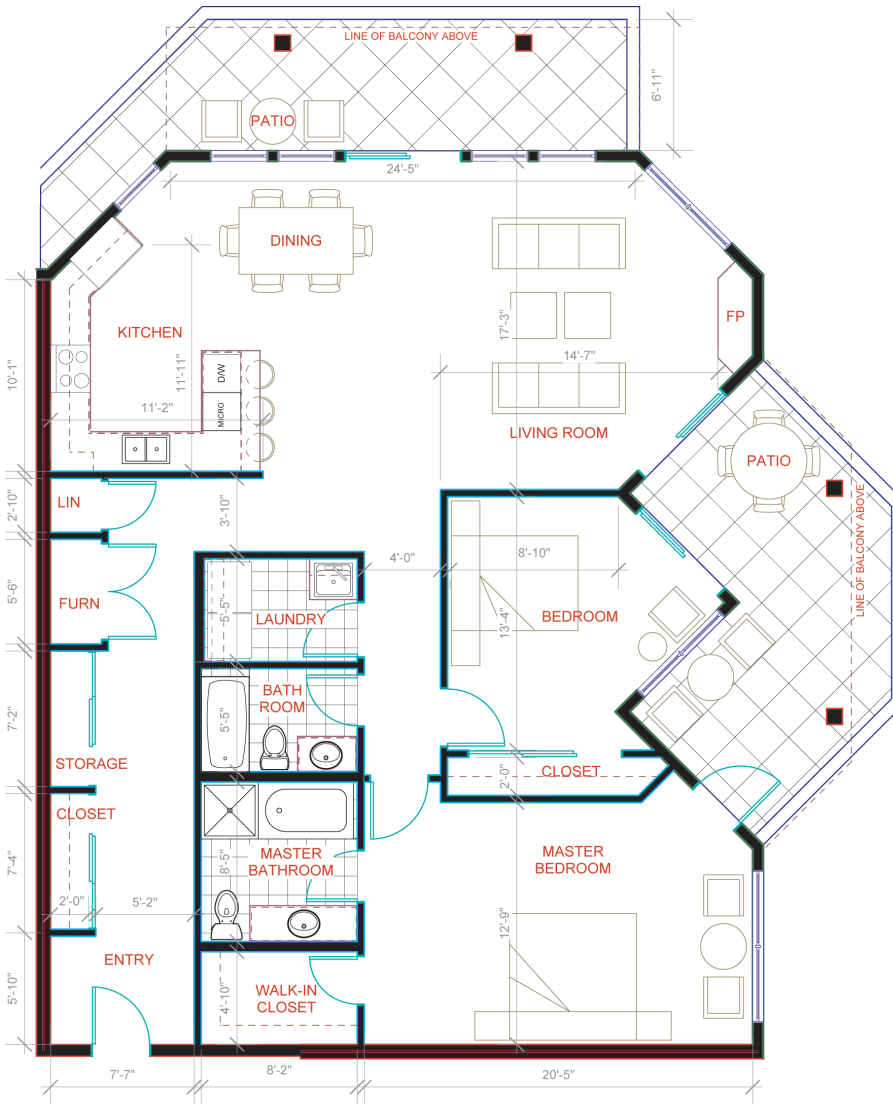 LINE OF BALCONY ABOVE
6'-11"
PATIO
24'-5"
DINING
17'-3"
FP
KITCHEN
11'-11"
D/W
14'-7"
10'-1"
11'-2"
MICRO
LIVING ROOM
PATIO
LINE OF BALCONY ABOVE
LIN
2'-10"
3'-10"
4'-0"
8'-10"
5'-6"
FURN
5'-5"
LAUNDRY
13'-4"
BEDROOM
7'-2"
BATH
ROOM
5'-5"
STORAGE
2'-0"
CLOSET
CLOSET
7'-4"
MASTER
BATHROOM
8'-5"
MASTER
BEDROOM
2'-0"
5'-2"
12'-9"
ENTRY
5'-10"
WALK-IN
CLOSET
4'-10"
7'-7"
8'-2"
20'-5"